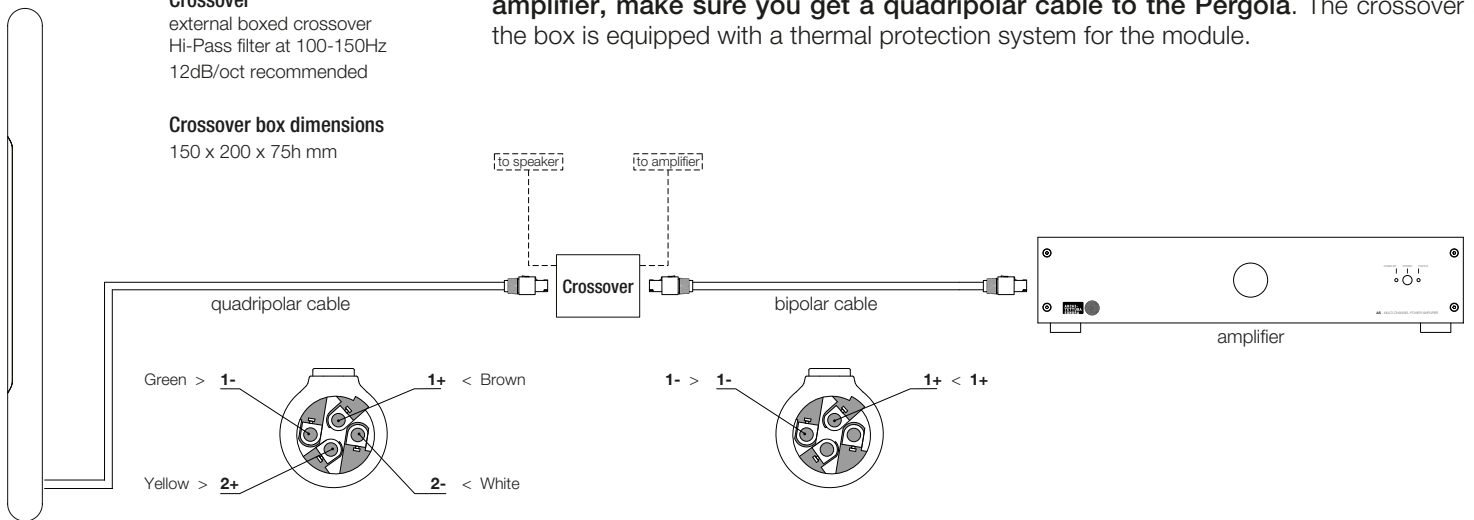 Crossover
external boxed crossover
Hi-Pass filter at 100-150Hz
12dB/oct recommended
Crossover box dimensions
150 x 200 x 75h mm
amplifier, make sure you get a quadripolar cable to the Pergola. The crossover
the box is equipped with a thermal protection system for the module.
to speaker
to amplifier
Crossover
quadripolar cable
bipolar cable
amplifier
Green > 1-
1+ < Brown
Yellow > 2+
2- < White
1- > 1-
1+ < 1+